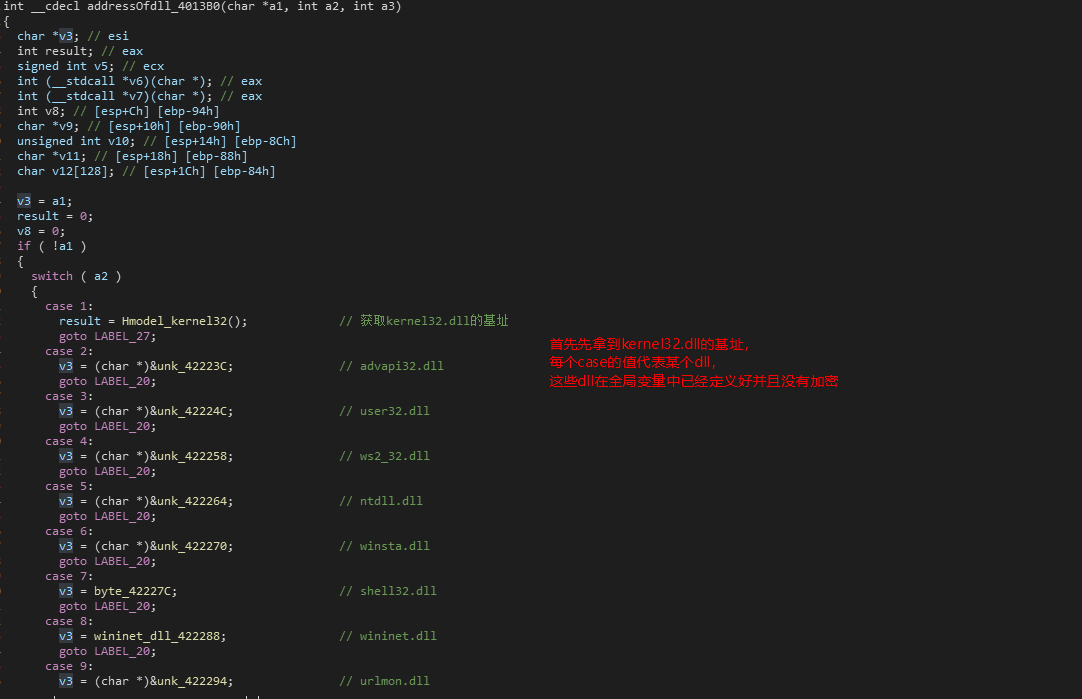 int __cdecl addressOfdll_4013B0(char *a1, int a2, int a3)
{
char *v3; // esi
int result; // eax
signed int v5; // ecx
int (__stdcall *v6)(char *); // eax
int (__stdcall *v7)(char *); // eax
int v8; // [esp+Ch] [ebp-94h]
char *v9; // [esp+10h] [ebp-90h]
unsigned int v10; // [esp+14h] [ebp-8Ch]
char *v11; // [esp+18h] [ebp-88h]
char v12[128]; // [esp+1Ch] [ebp-84h]
v3 = a1;
result = 0;
v8 = 0;
if ( !a1 )
{
switch ( a2 )
{
case 1:
result = Hmodel_kernel32(); // 获取kernel32.dll的基址
goto LABEL_27;
首先先拿到kernel32.dll的基址,
case 2:
每个case的值代表某个dll,
v3 = (char *)&unk_42223C; // advapi32.dll
goto LABEL_20;
这些dll在全局变量中已经定义好并且没有加密
case 3:
v3 = (char *)&unk_42224C; // user32.dll
goto LABEL_20;
case 4:
v3 = (char *)&unk_422258; // ws2_32.dll
goto LABEL_20;
case 5:
v3 = (char *)&unk_422264; // ntdll.dll
goto LABEL_20;
case 6:
v3 = (char *)&unk_422270; // winsta.dll
goto LABEL_20;
case 7:
v3 = byte_42227C; // shell32.dll
goto LABEL_20;
case 8:
v3 = wininet_dll_422288; // wininet.dll
goto LABEL_20;
case 9:
v3 = (char *)&unk_422294; // urlmon.dll